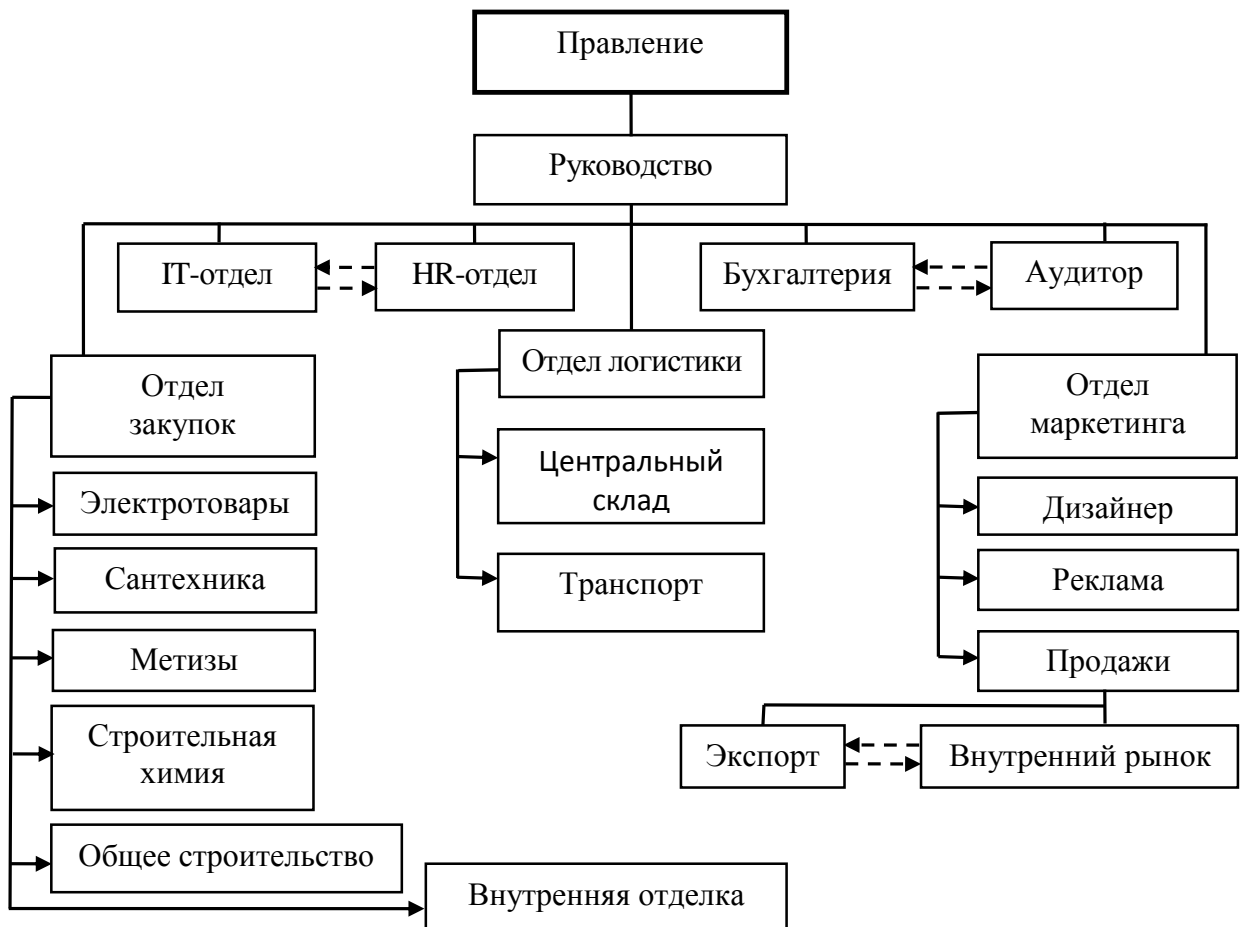 Правление
Руководство
IT-отдел
HR-отдел
Бухгалтерия
Аудитор
Отдел
закупок
Отдел логистики
Отдел
маркетинга
Электротовары
Центральный
склад
Дизайнер
Сантехника
Транспорт
Реклама
Метизы
Продажи
Строительная
химия
Экспорт
Внутренний рынок
Общее строительство
Внутренняя отделка